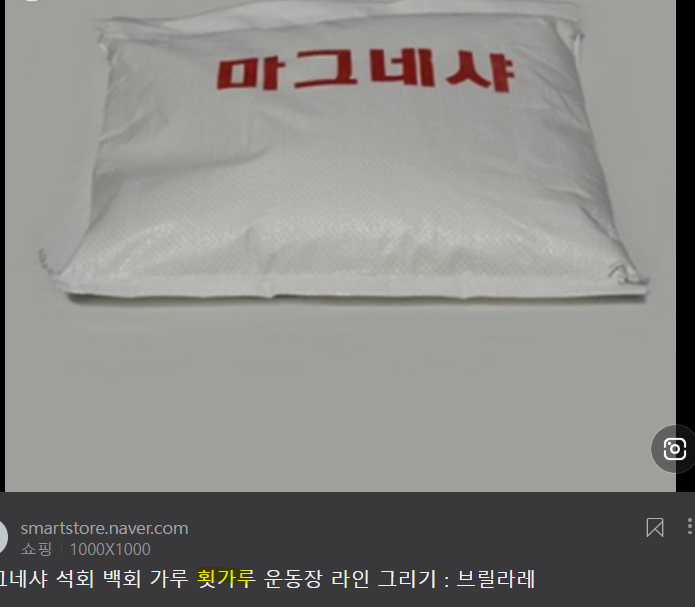 마그네샤
smartstore.naver.com
쇼핑 | 1000X1000
그네샤 석회 백회 가루 횟가루 운동장 라인 그리기 : 브릴라레